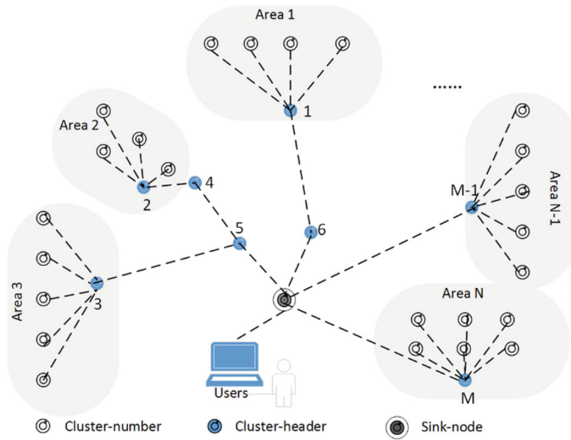 Area 1
......
1
Area 2
2
4
5
6
M-1
Area N-1
Area 3
3
Area N
M
Users
Cluster-number
Cluster-header
Sink-node